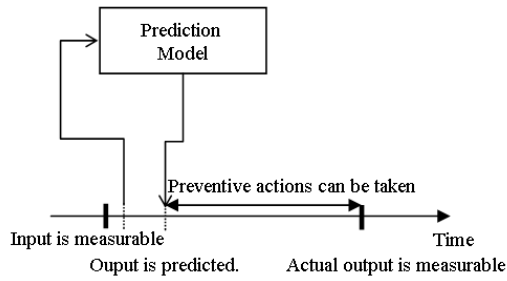 Prediction
Model
Preventive actions can be taken
Input is measurable
Time
Ouput is predicted.
Actual output is measurable